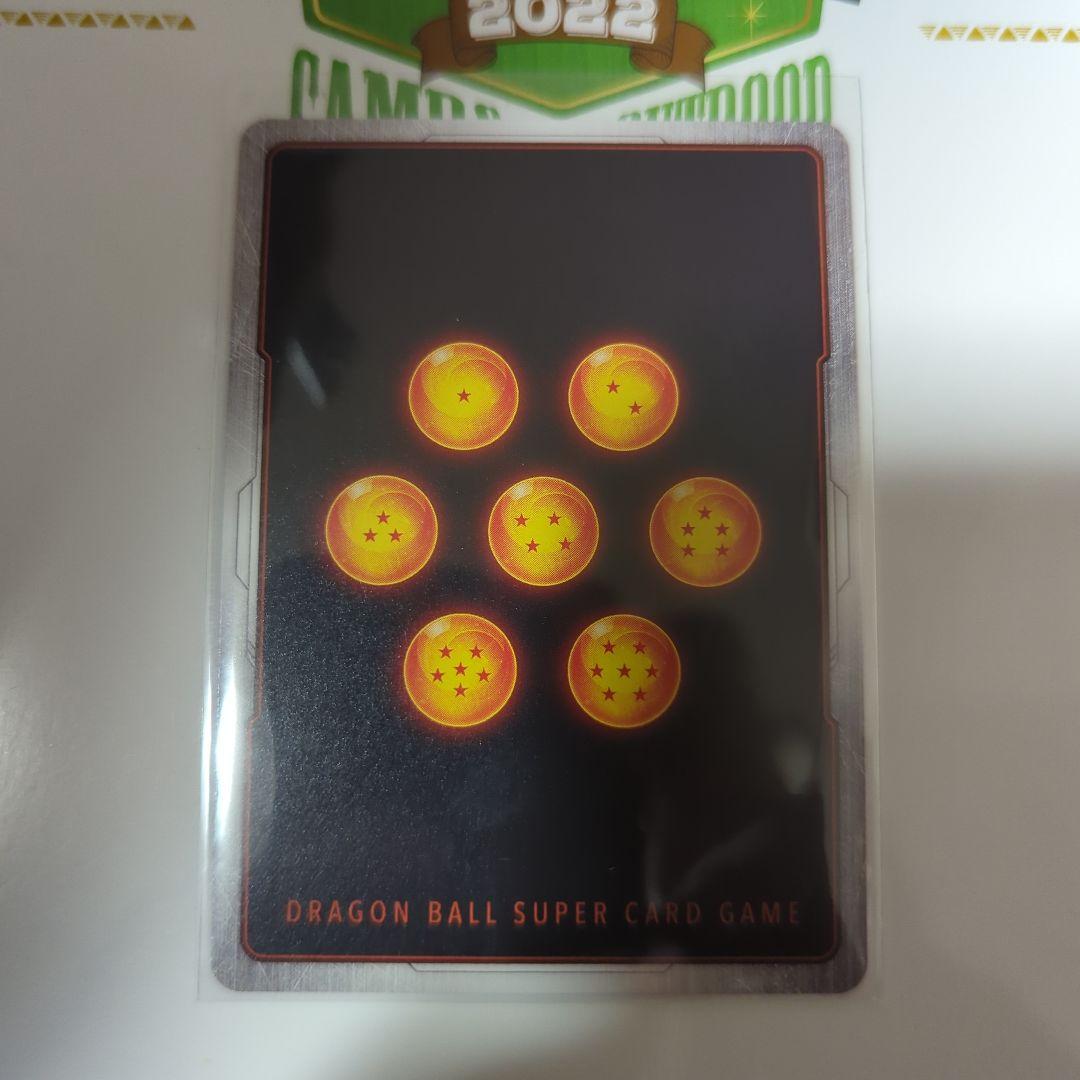 2022
DRAGON BALL SUPER CARD GAME